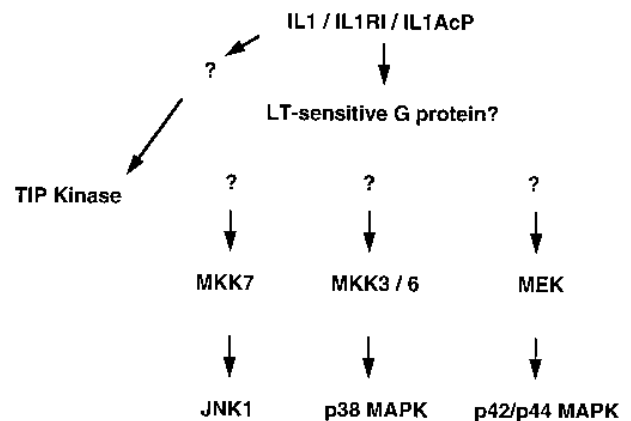 IL1 / IL1RI / IL1AcP
?
LT-sensitive G protein?
TIP Kinase
? ? ?
MKK7 MKK3 / 6 MEK
JNK1 p38 MAPK p42/p44 MAPK